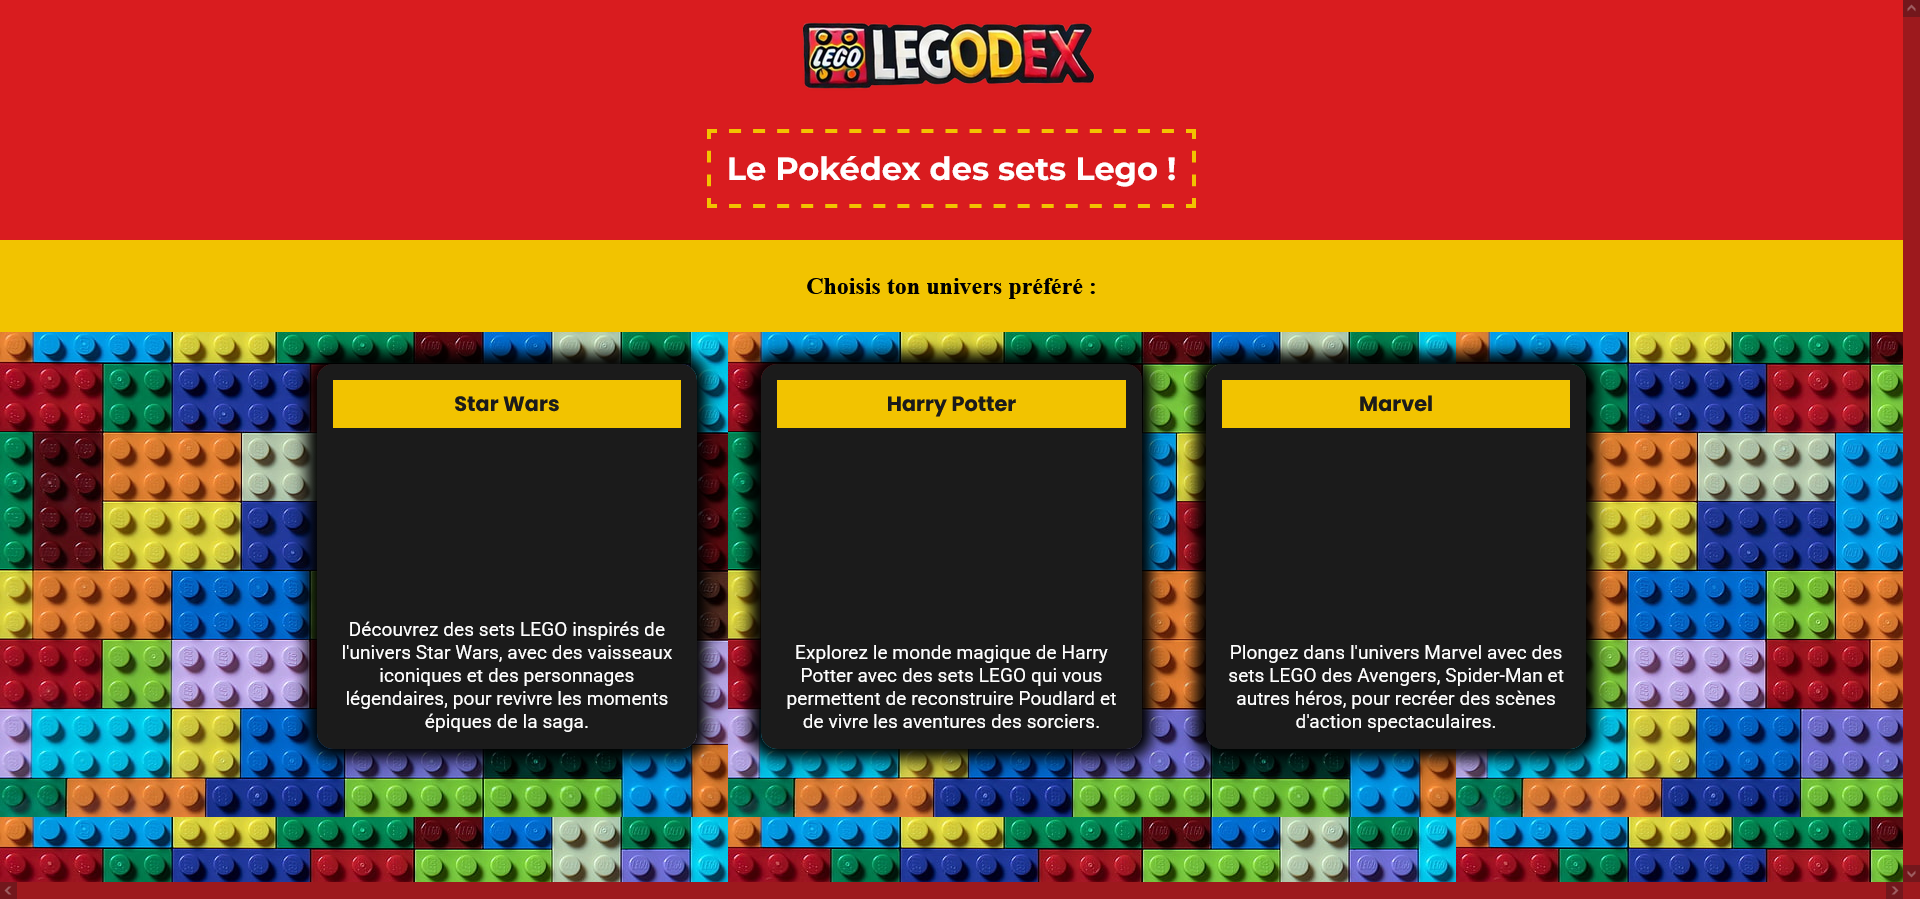 LEGO LEGODEX
Le Pokédex des sets Lego !
Choisis ton univers préféré :
Star Wars
Découvrez des sets LEGO inspirés de
l'univers Star Wars, avec des vaisseaux
iconiques et des personnages
légendaires, pour revivre les moments
épiques de la saga.
Harry Potter
Explorez le monde magique de Harry
Potter avec des sets LEGO qui vous
permettent de reconstruire Poudlard et
de vivre les aventures des sorciers.
Marvel
Plongez dans l'univers Marvel avec des
sets LEGO des Avengers, Spider-Man et
autres héros, pour recréer des scènes
d'action spectaculaires.